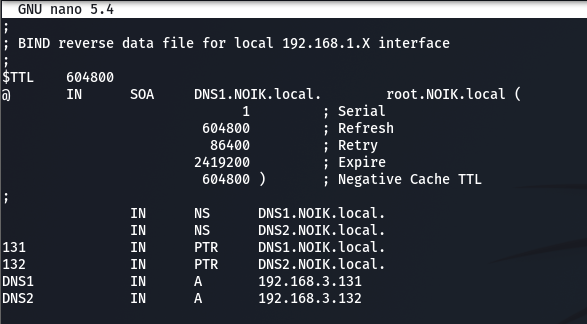 GNU nano 5.4
;
; BIND reverse data file for local 192.168.1.X interface
;
$TTL    604800
@       IN      SOA     DNS1.NOIK.local.        root.NOIK.local (
                              1         ; Serial
                         604800         ; Refresh
                          86400         ; Retry
                        2419200         ; Expire
                         604800 )       ; Negative Cache TTL
;
                IN      NS      DNS1.NOIK.local.
                IN      NS      DNS2.NOIK.local.
131             IN      PTR     DNS1.NOIK.local.
132             IN      PTR     DNS2.NOIK.local.
DNS1            IN      A       192.168.3.131
DNS2            IN      A       192.168.3.132